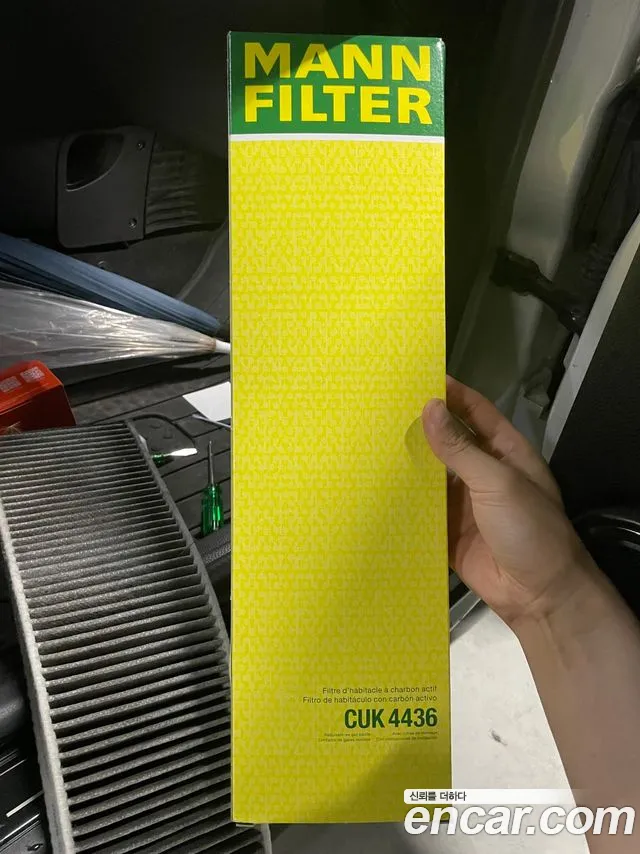 MANN
FILTER
Filtre d'habitacle à charbon actif
Filtro de habitáculo con carbón activo
CUK 4436
신뢰를 더하다
encar.com